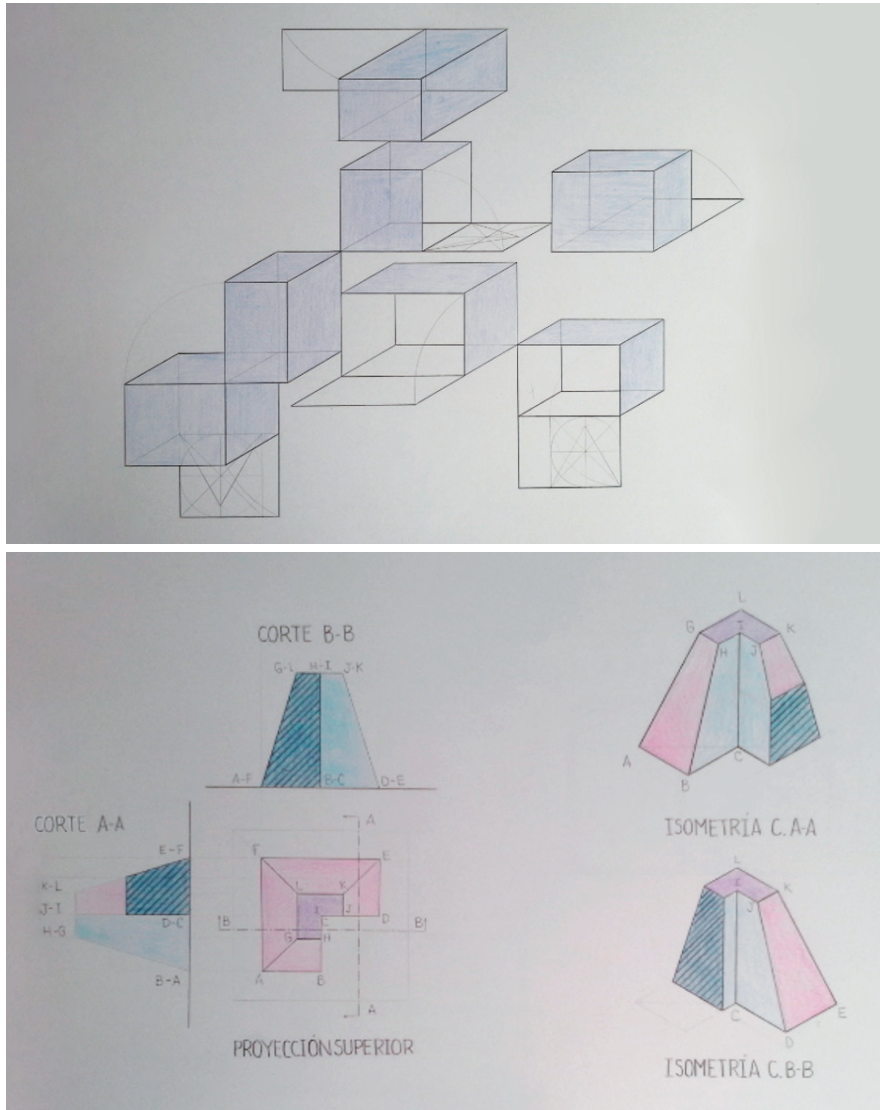 CORTE B-B
G-L H-I J-K
A-F B-C D-E
CORTE A-A
E-F
K-L
J-I
H-G
D-C
B-A
A
F E
L K
I J
C D
B B
G H
A B
A
PROYECCIÓN SUPERIOR
L
G I K
H J
A C
B
ISOMETRÍA C. A-A
L
I K
J
C E
D
ISOMETRÍA C. B-B